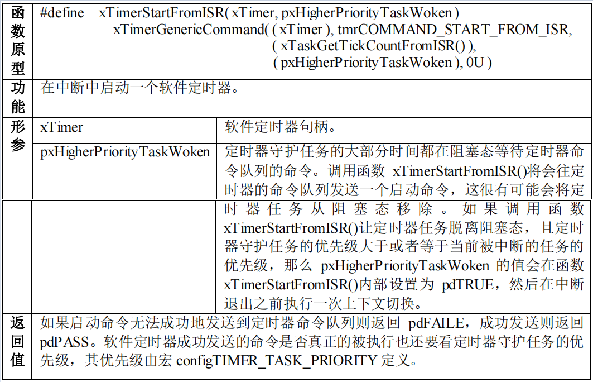 函数原型
#define xTimerStartFromISR( xTimer, pxHigherPriorityTaskWoken )
xTimerGenericCommand( ( xTimer ), tmrCOMMAND_START_FROM_ISR,
( xTaskGetTickCountFromISR() ),
( pxHigherPriorityTaskWoken ), 0U )
功能
在中断中启动一个软件定时器。
形参
xTimer
软件定时器句柄。
pxHigherPriorityTaskWoken
定时器守护任务的大部分时间都在阻塞态等待定时器命
令队列的命令。调用函数 xTimerStartFromISR()将会往定
时器的命令队列发送一个启动命令，这很有可能会将定
时器任务从阻塞态移除。如果调用函数
xTimerStartFromISR()让定时器任务脱离阻塞态，且定时
器守护任务的优先级大于或者等于当前被中断的任务的
优先级，那么 pxHigherPriorityTaskWoken 的值会在函数
xTimerStartFromISR()内部设置为 pdTRUE，然后在中断
退出之前执行一次上下文切换。
返回值
如果启动命令无法成功地发送到定时器命令队列则返回 pdFAILE，成功发送则返回
pdPASS。软件定时器成功发送的命令是否真正的被执行也还要看定时器守护任务的优
先级，其优先级由宏 configTIMER_TASK_PRIORITY 定义。